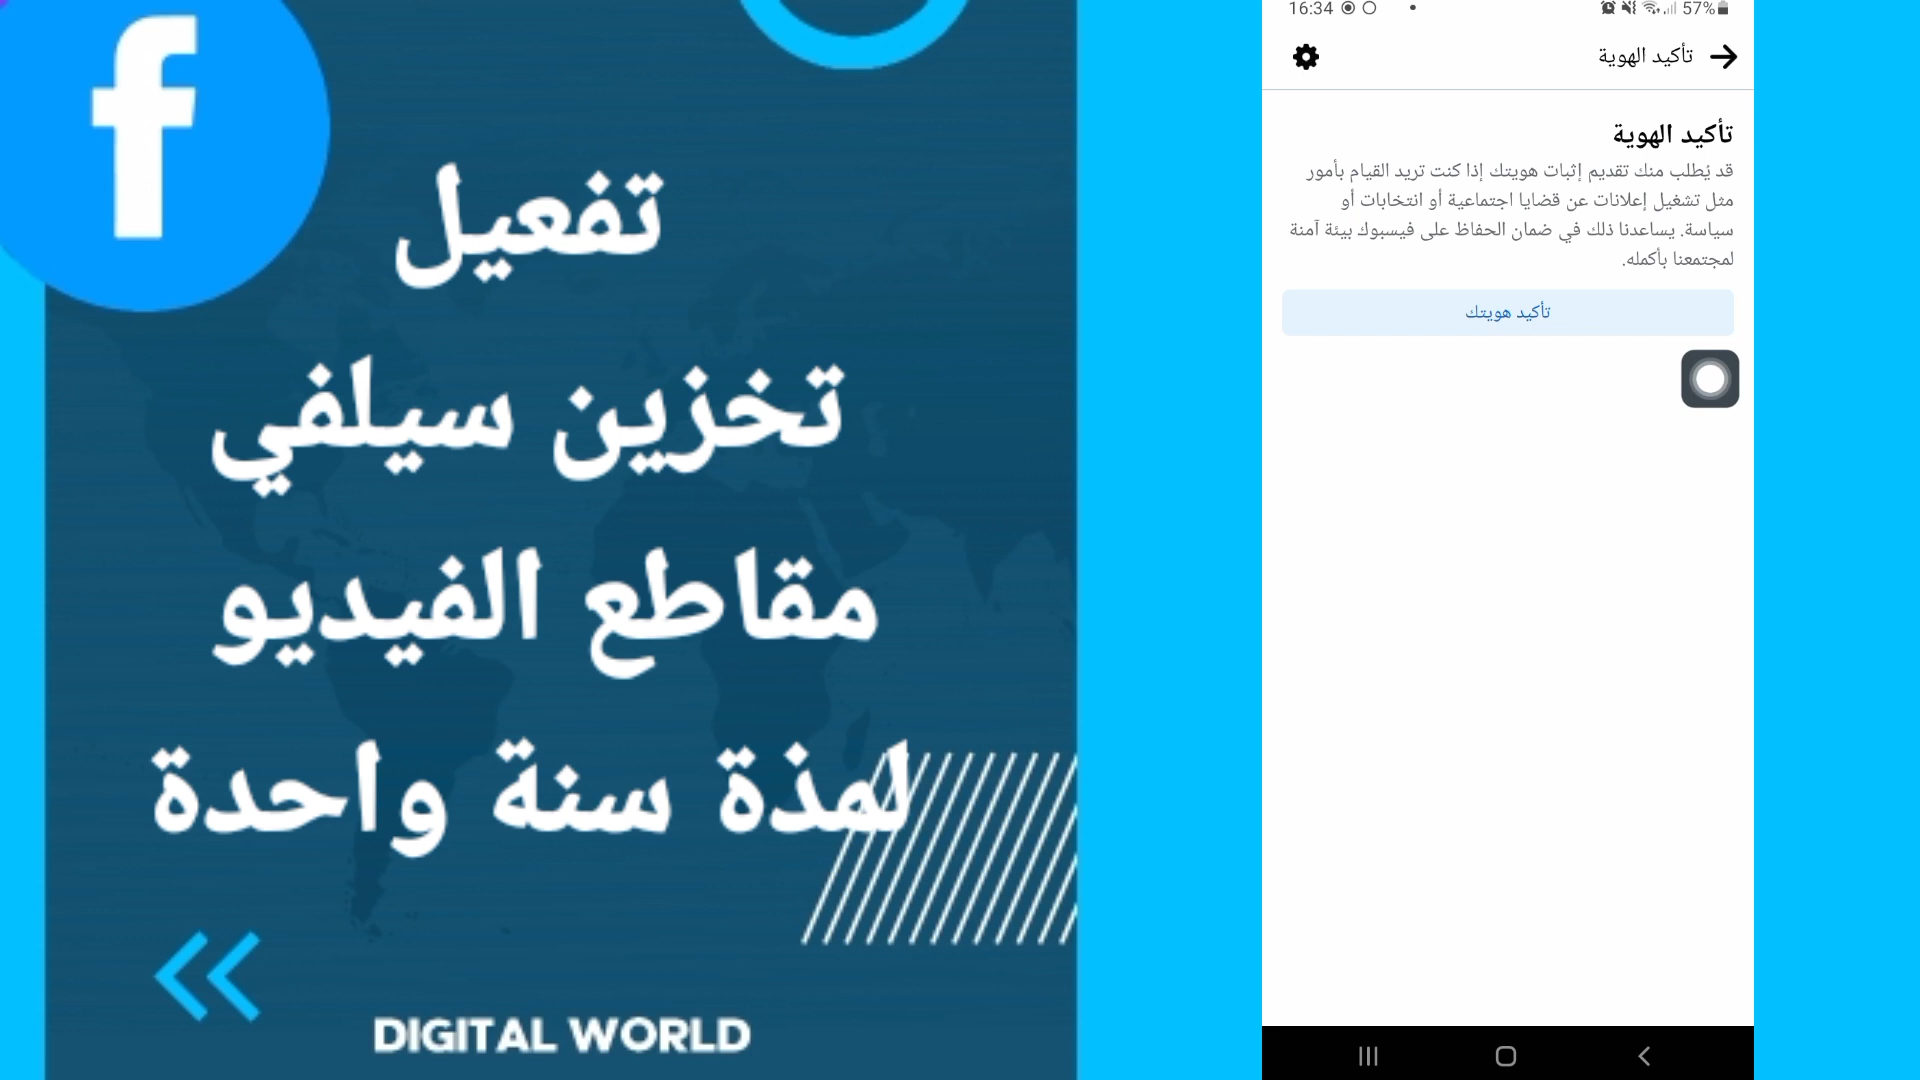 تفعيل
تخزين سيلفي
مقاطع الفيديو
لمذة سنة واحدة
DIGITAL WORLD
16:34
57%
تأكيد الهوية
تأكيد الهوية
قد يُطلب منك تقديم إثبات هويتك إذا كنت تريد القيام بأمور
مثل تشغيل إعلانات عن قضايا اجتماعية أو انتخابات أو
سياسة. يساعدنا ذلك في ضمان الحفاظ على فيسبوك بيئة آمنة
لمجتمعنا بأكمله.
تأكيد هويتك